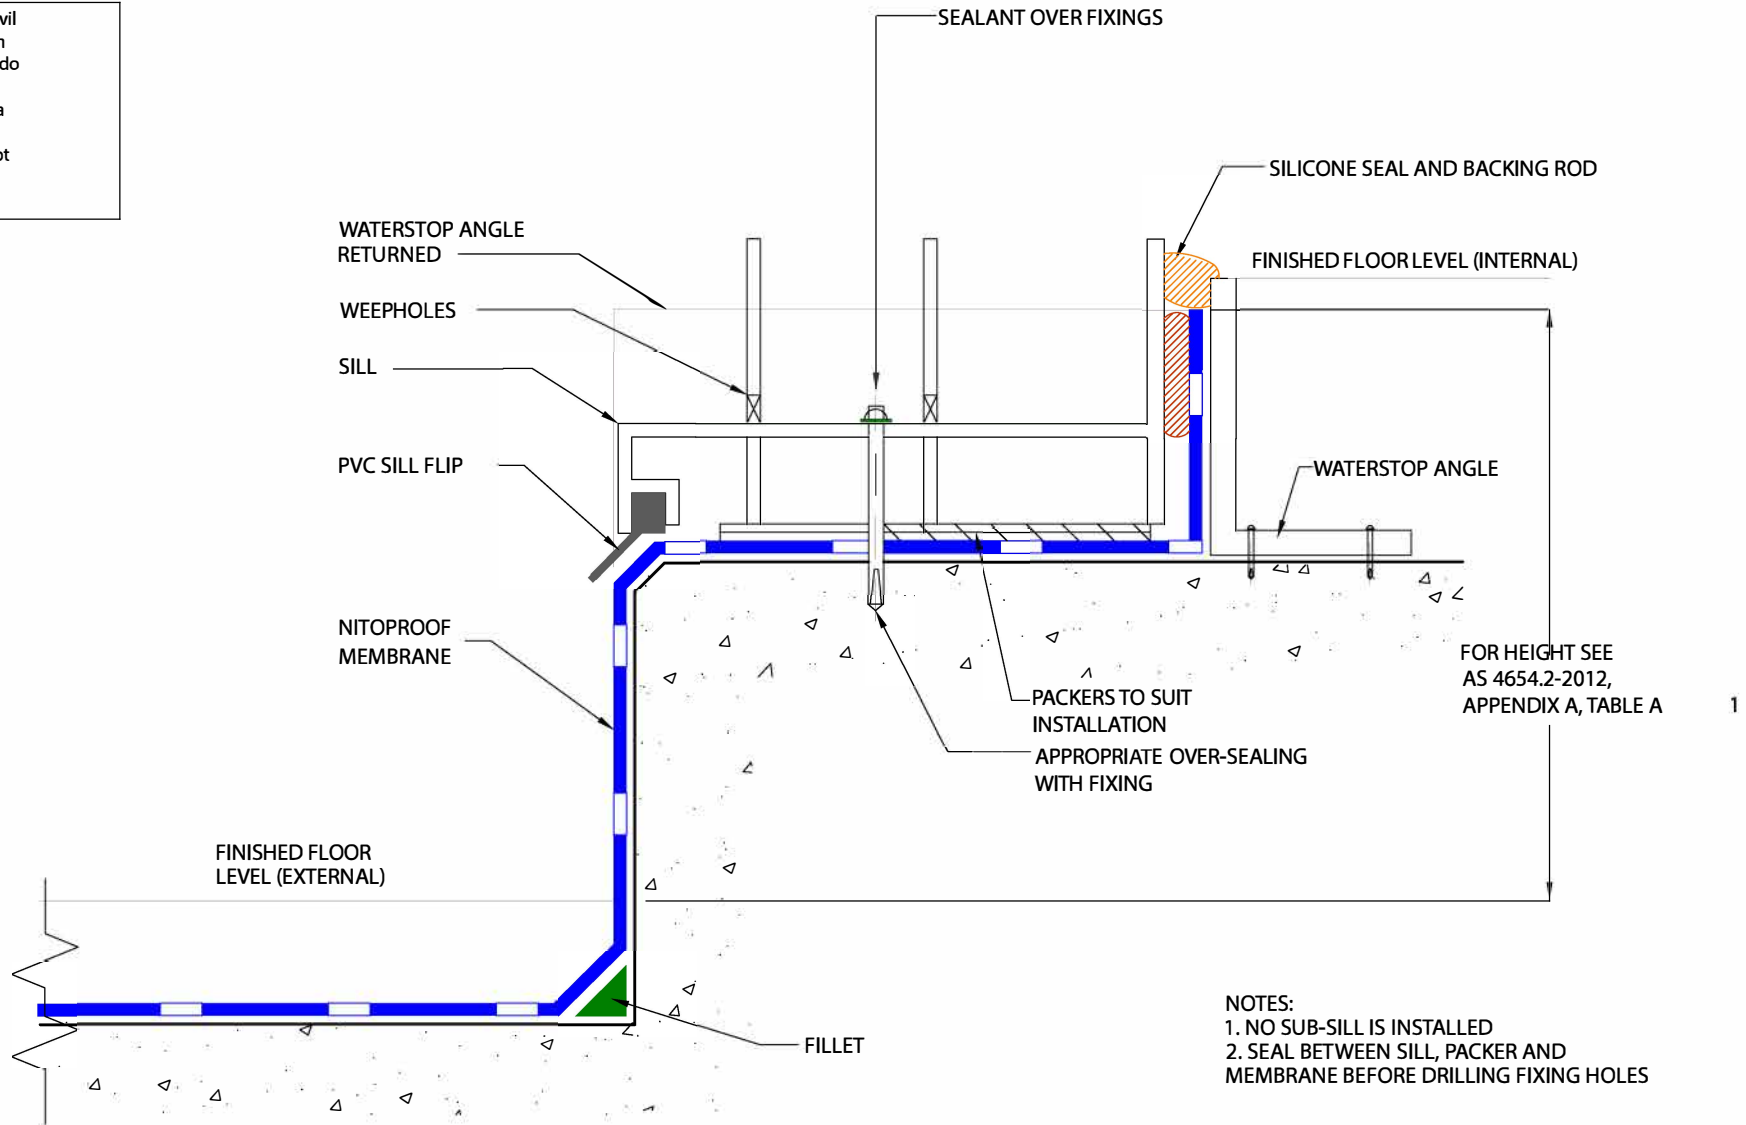 SEALANT OVER FIXINGS
SILICONE SEAL AND BACKING ROD
WATERSTOP ANGLE
RETURNED
FINISHED FLOOR LEVEL (INTERNAL)
WEEPHOLES
SILL
PVC SILL FLIP
WATERSTOP ANGLE
NITOPROOF
MEMBRANE
FOR HEIGHT SEE
AS 4654.2-2012,
APPENDIX A, TABLE A 1
PACKERS TO SUIT
INSTALLATION
APPROPRIATE OVER-SEALING
WITH FIXING
FINISHED FLOOR
LEVEL (EXTERNAL)
FILLET
NOTES:
1. NO SUB-SILL IS INSTALLED
2. SEAL BETWEEN SILL, PACKER AND
MEMBRANE BEFORE DRILLING FIXING HOLES